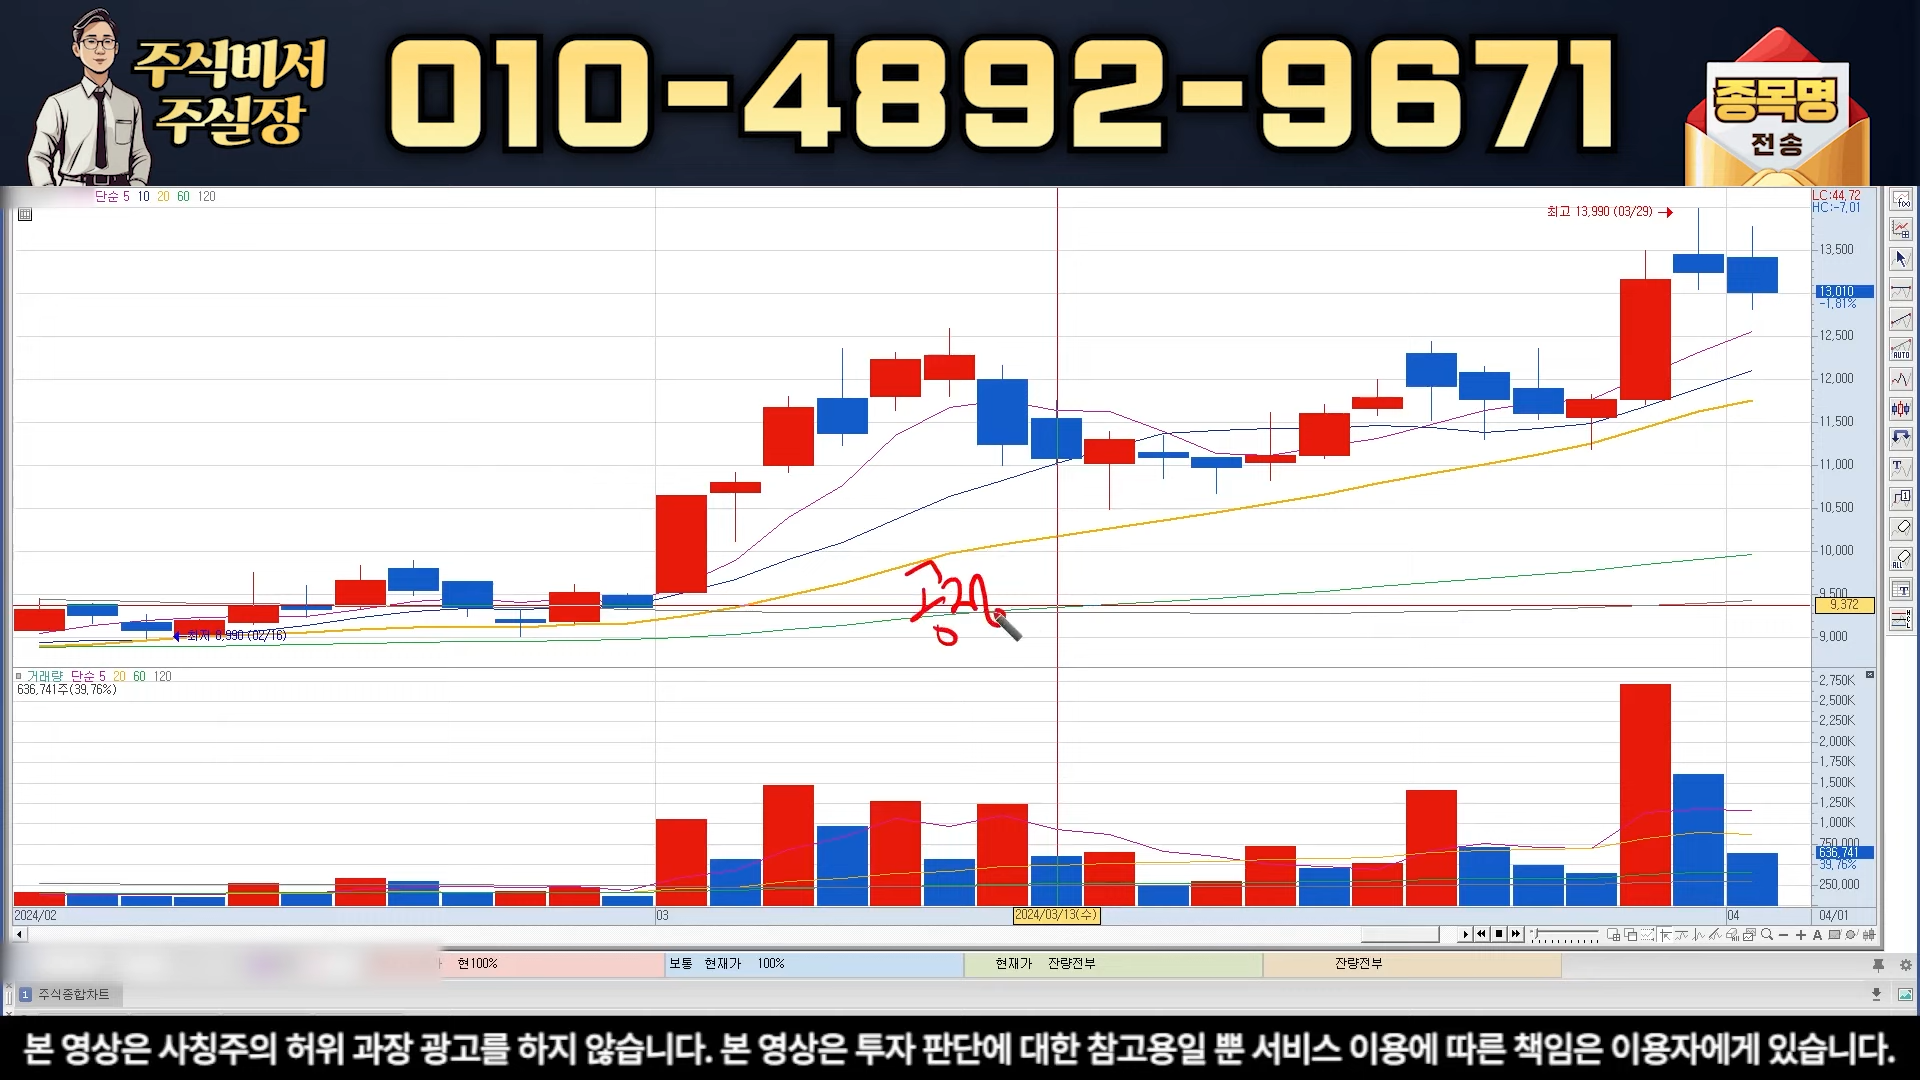 주식비서
주실장
010-4892-9671
종목명
전송
단순 5 10 20 60 120
최고 13,990 (03/29)
LC:44,72
HC:-7,01
13,500
13,010
-1,81%
12,500
12,000
11,500
11,000
10,500
10,000
9,500
9,372
9,000
최저 8,990 (02/16)
거래량 단순 5 20 60 120
636,741주(39,76%)
2,750K
2,500K
2,250K
2,000K
1,750K
1,500K
1,250K
1,000K
750,000
636,741
39,76%
250,000
2024/02
03
2024/03/13(수)
04
04/01
현100%
보통 현재가 100%
현재가 잔량전부
잔량전부
1 주식종합차트
본 영상은 사칭주의 허위 과장 광고를 하지 않습니다. 본 영상은 투자 판단에 대한 참고용일 뿐 서비스 이용에 따른 책임은 이용자에게 있습니다.